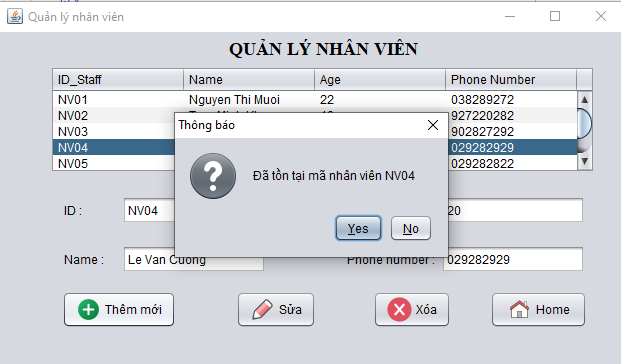 Quản lý nhân viên
QUẢN LÝ NHÂN VIÊN
ID_Staff Name Age Phone Number
NV01 Nguyen Thi Muoi 22 038289272
NV02 927220282
NV03 902827292
NV04 029282929
NV05 029282822
Thông báo
Đã tồn tại mã nhân viên NV04
Yes No
ID : NV04 20
Name : Le Van Cuong Phone number : 029282929
Thêm mới Sửa Xóa Home